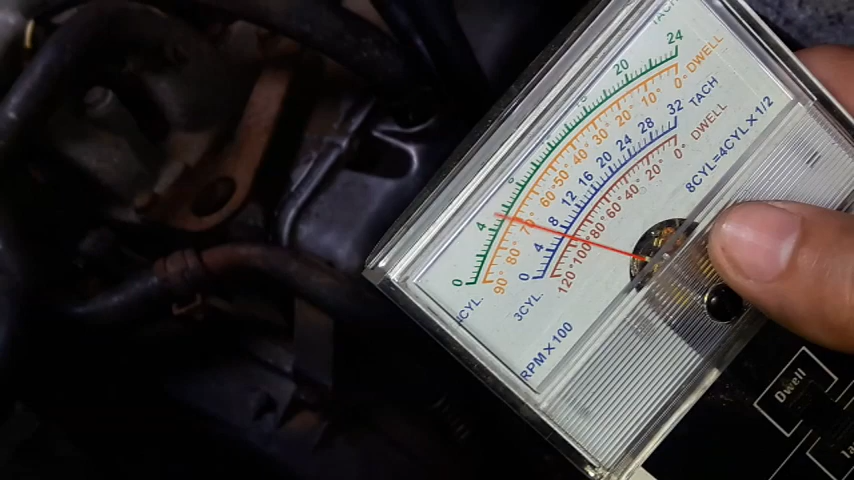 TACH
4 20 24
0
90° 80 60° 50 40 30° 20° 10° 0° DWELL
0 4 8 12 16 20 24 28 32 TACH
120° 100 80 60 40 20° 0° DWELL
3CYL.
8CYL=4CYL X 1/2
RPM X 100
Dwell